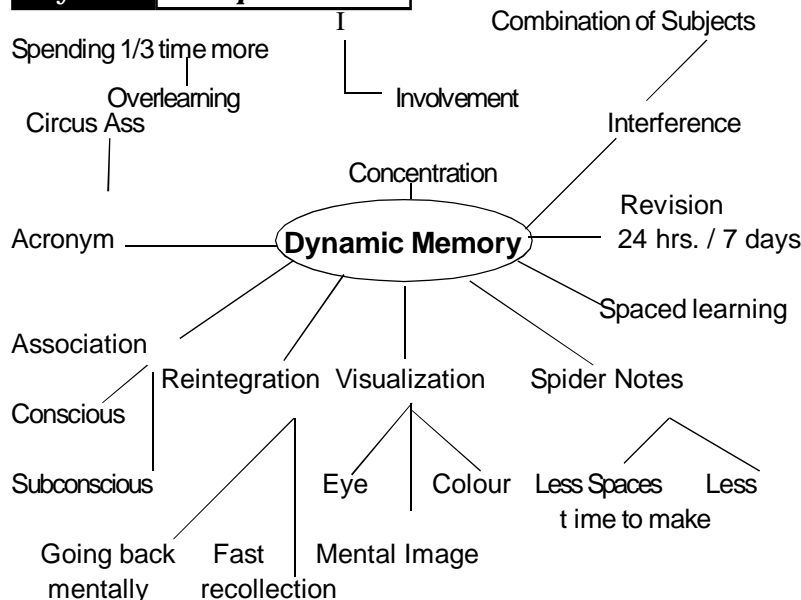 I
Combination of Subjects
Spending 1/3 time more
Overlearning
Involvement
Circus Ass
Interference
Concentration
Revision
Acronym
Dynamic Memory
24 hrs. / 7 days
Spaced learning
Association
Reintegration
Visualization
Spider Notes
Conscious
Subconscious
Eye
Colour
Less Spaces
Less
t ime to make
Going back
Fast
Mental Image
mentally
recollection